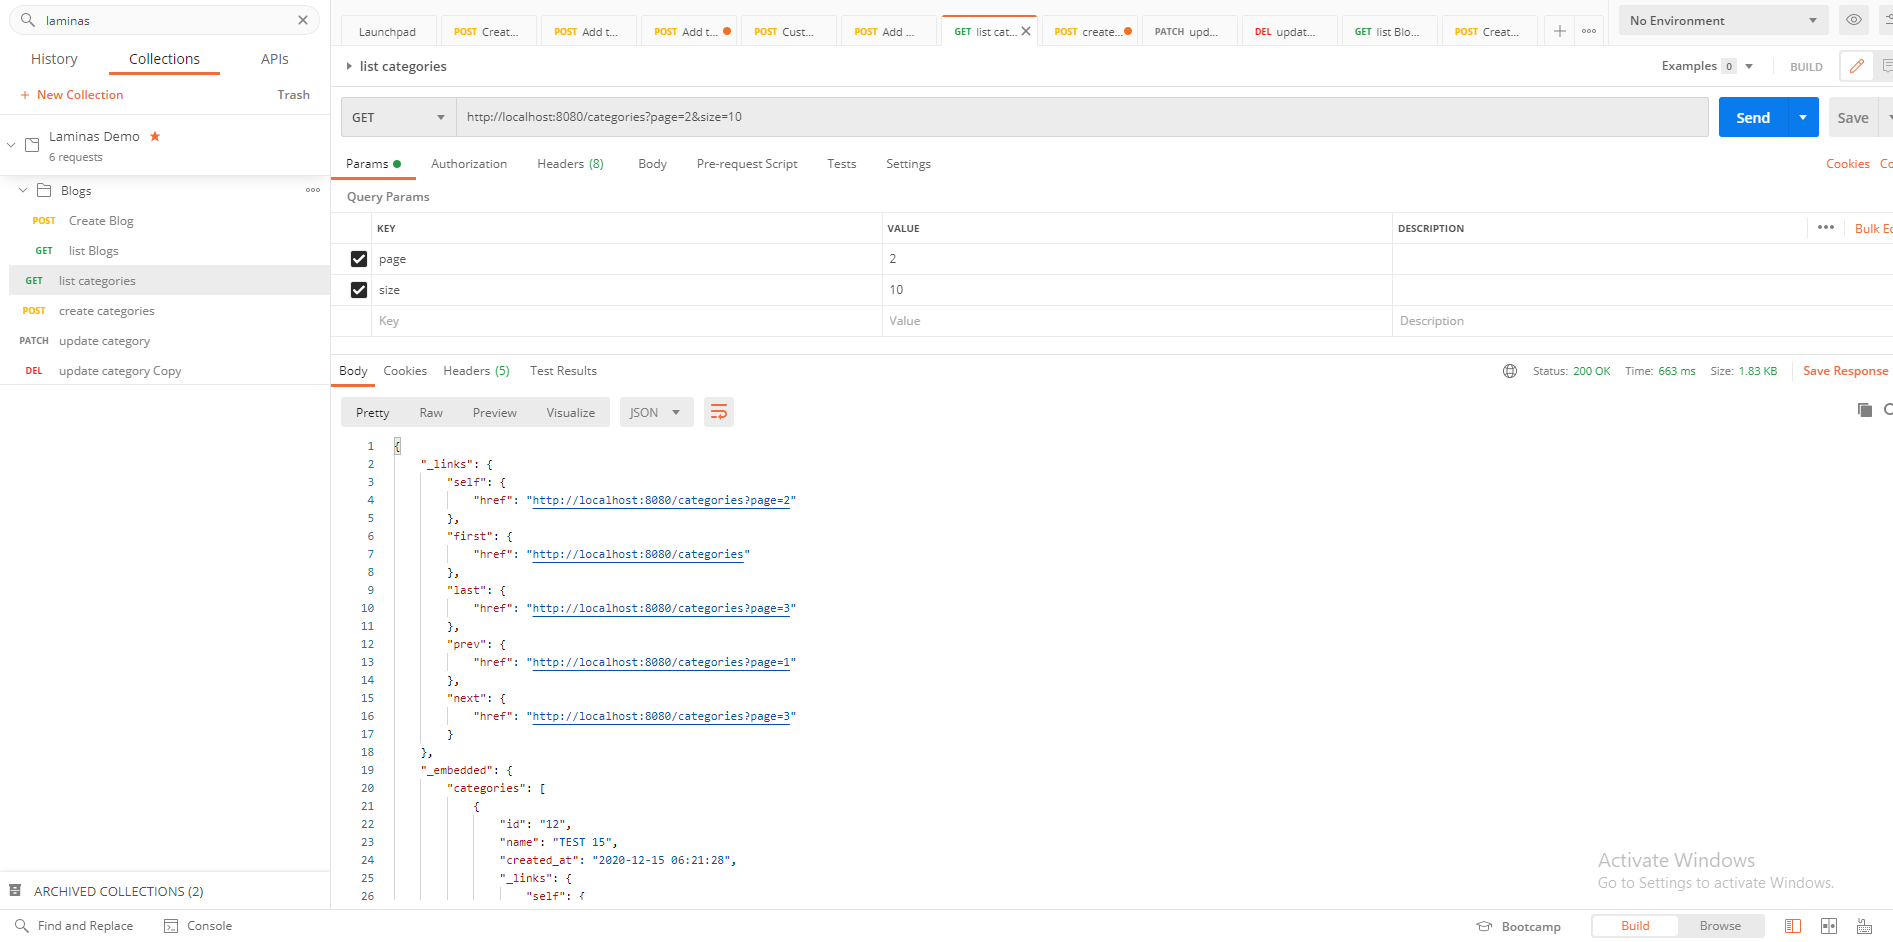 laminas
History Collections APIs
+ New Collection Trash
Laminas Demo
6 requests
Blogs
POST Create Blog
GET list Blogs
GET list categories
POST create categories
PATCH update category
DEL update category Copy
ARCHIVED COLLECTIONS (2)
Launchpad POST Creat... POST Add t... POST Add t... POST Cust... POST Add ... GET list cat... POST create... PATCH upd... DEL updat... GET list Blo... POST Creat...
No Environment
list categories
Examples 0 BUILD
GET http://localhost:8080/categories?page=2&size=10 Send Save
Params Authorization Headers (8) Body Pre-request Script Tests Settings Cookies Co
Query Params
KEY VALUE DESCRIPTION Bulk Ec
page 2
size 10
Key Value Description
Body Cookies Headers (5) Test Results Status: 200 OK Time: 663 ms Size: 1.83 KB Save Response
Pretty Raw Preview Visualize JSON
1 {
2 "_links": {
3 "self": {
4 "href": "http://localhost:8080/categories?page=2"
5 },
6 "first": {
7 "href": "http://localhost:8080/categories"
8 },
9 "last": {
10 "href": "http://localhost:8080/categories?page=3"
11 },
12 "prev": {
13 "href": "http://localhost:8080/categories?page=1"
14 },
15 "next": {
16 "href": "http://localhost:8080/categories?page=3"
17 }
18 },
19 "_embedded": {
20 "categories": [
21 {
22 "id": "12",
23 "name": "TEST 15",
24 "created_at": "2020-12-15 06:21:28",
25 "_links": {
26 "self": {
Activate Windows
Go to Settings to activate Windows.
Find and Replace Console Bootcamp Build Browse